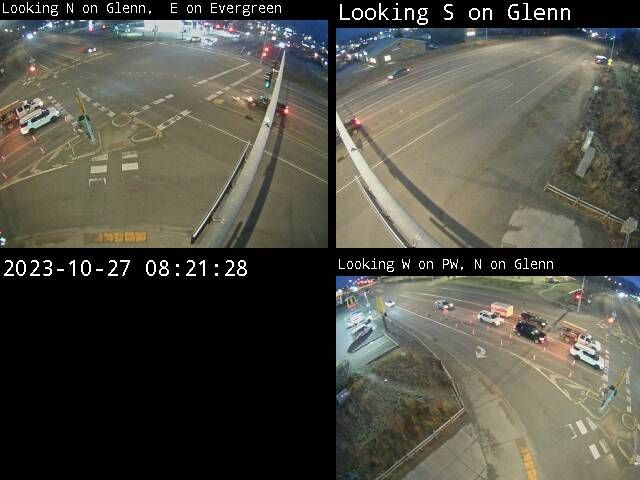 Looking N on Glenn, E on Evergreen
Looking S on Glenn
2023-10-27 08:21:28
Looking W on PW, N on Glenn